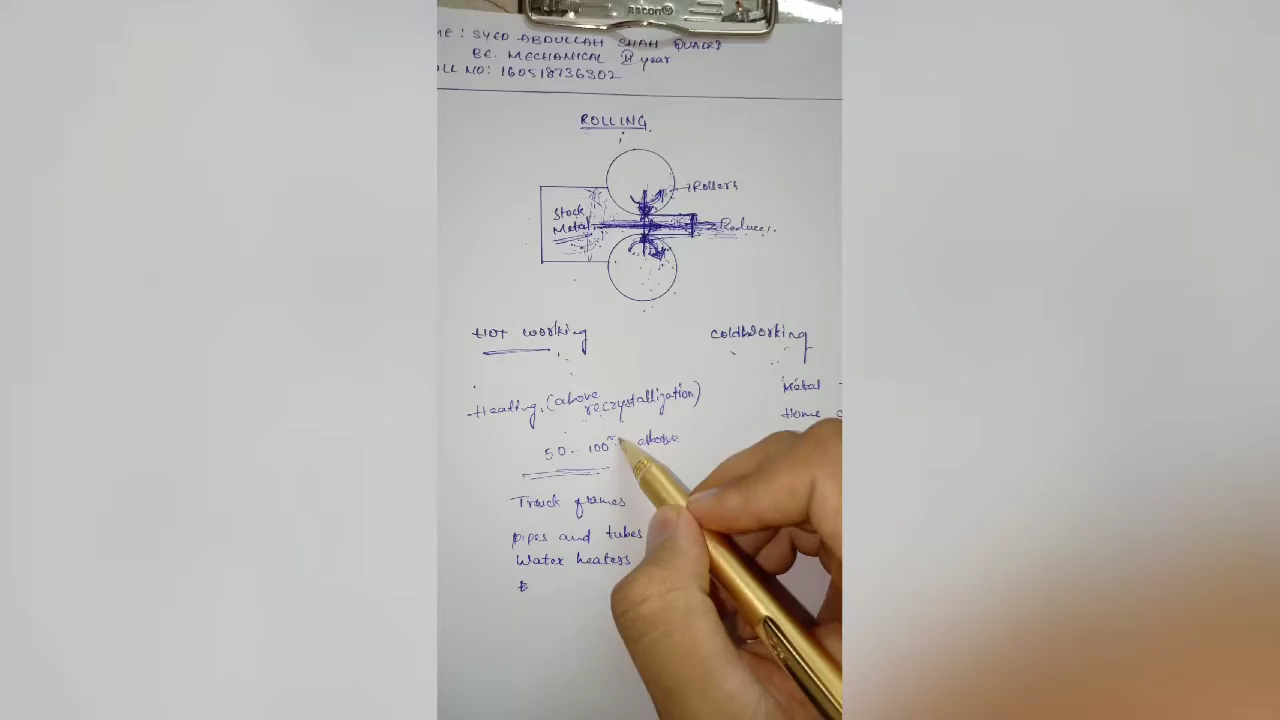 ascon
ME: SYED ABDULLAH SHAH QUADRI
BE. MECHANICAL II year
LL NO: 160518736302
ROLLING
Rollers
Stock
Metal
Reduce
HOT working
coldworking
Heating, (above
recrystallization)
Metal
Home
50 - 100° above
Truck frames
pipes and tubes
Water heaters